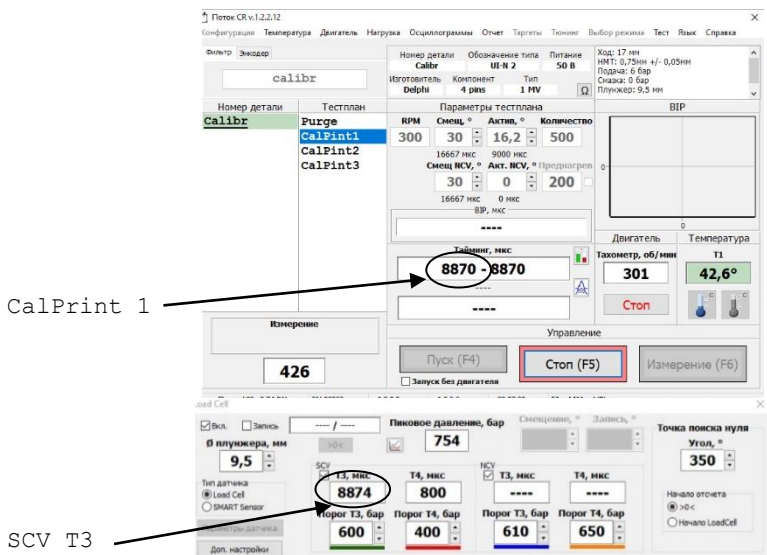 Поток CR v.1.2.2.12
Конфигурация Температура Двигатель Нагрузка Осциллограммы Отчет Таргеты Тюнинг Выбор режима Тест Язык Справка
Фильтр Энкодер
calibr
Номер детали Обозначение типа Питание
Calibr UI-N 2 50 В
Изготовитель Компонент Тип
Delphi 4 pins 1 MV Ω
Ход: 17 мм
НМТ: 0,75мм +/- 0,05мм
Подача: 6 бар
Смазка: 0 бар
Плунжер: 9,5 мм
Номер детали Тестплан
Calibr
Purge
CalPint1
CalPint2
CalPint3
Параметры тестплана
RPM Смещ, ° Актив, ° Количество
300 30 16,2 500
16667 мкс 9000 мкс
Смещ NCV, ° Акт. NCV, ° Преднагрев
30 0 200
16667 мкс 0 мкс
BIP, мкс
----
BIP
0
0
Тайминг, мкс
8870 - 8870
----
----
Двигатель Температура
Тахометр, об/мин T1
301 42,6°
Стоп
CalPrint 1
Измерение
426
Управление
Пуск (F4) Стоп (F5) Измерение (F6)
Запуск без двигателя
oad Cell
Вкл. Запись ---- / ----
Пиковое давление, бар
754
Смещение, ° Запись, °
Точка поиска нуля
Угол, °
350
Ø плунжера, мм
9,5
>0<
SCV
T3, мкс T4, мкс
8874 800
Порог T3, бар Порог T4, бар
600 400
NCV
T3, мкс T4, мкс
---- ----
Порог T3, бар Порог T4, бар
610 650
Тип датчика
Load Cell
SMART Sensor
Параметры датчика
Доп. настройки
Начало отсчета
>0<
Начало LoadCell
SCV T3